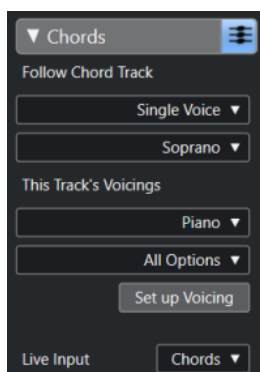 Chords
Follow Chord Track
Single Voice
Soprano
This Track's Voicings
Piano
All Options
Set up Voicing
Live Input Chords